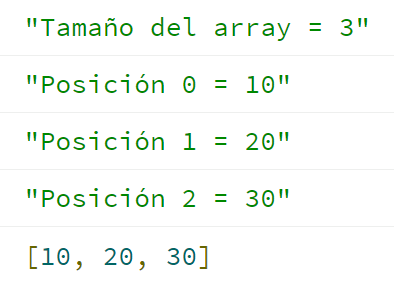 "Tamaño del array = 3"
"Posición 0 = 10"
"Posición 1 = 20"
"Posición 2 = 30"
[10, 20, 30]